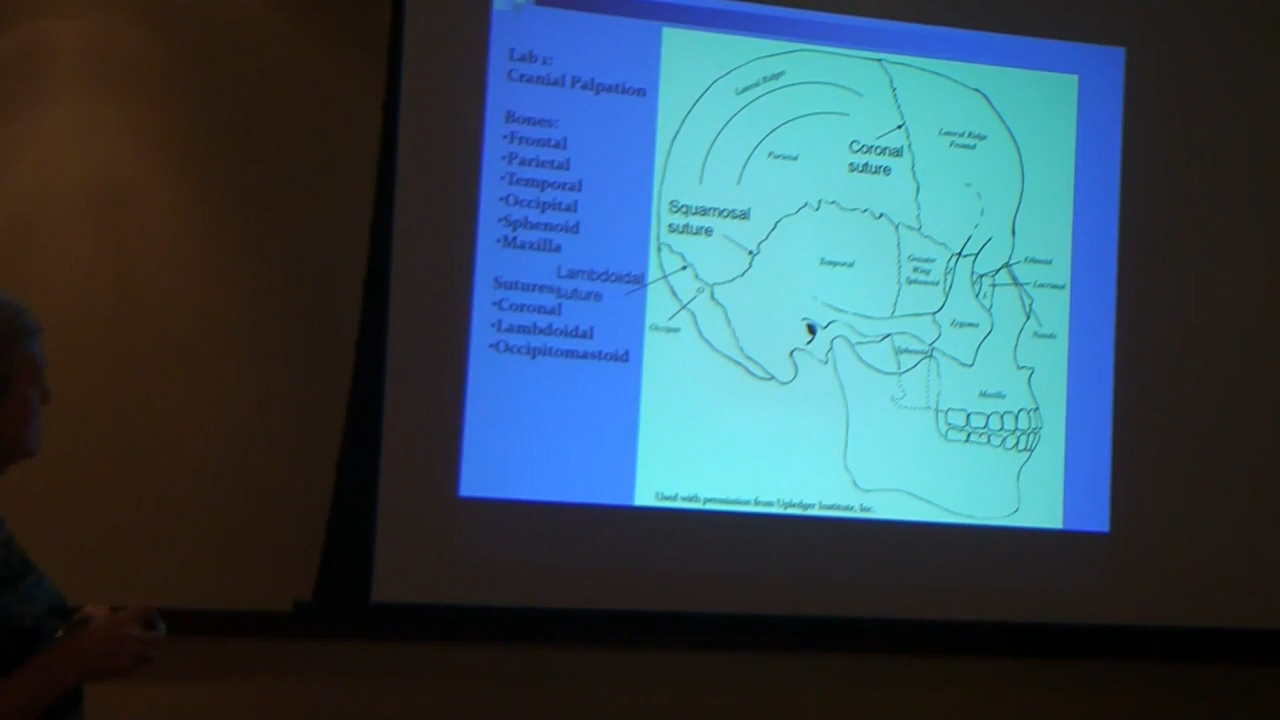 Lab 1:
Cranial Palpation
Bones:
•Frontal
•Parietal
•Temporal
•Occipital
•Sphenoid
•Maxilla
Sutures
•Coronal
•Lambdoidal
•Occipitomastoid
Lateral Ridges
Parietal
Coronal
suture
Lateral Ridge
Frontal
Squamosal
suture
Lambdoidal
suture
Occiput
Temporal
Greater
Wing
Sphenoid
Ethmoid
Lacrimal
Zygoma
Nasals
Sphenoid
Maxilla
Used with permission from Upledger Institute, Inc.